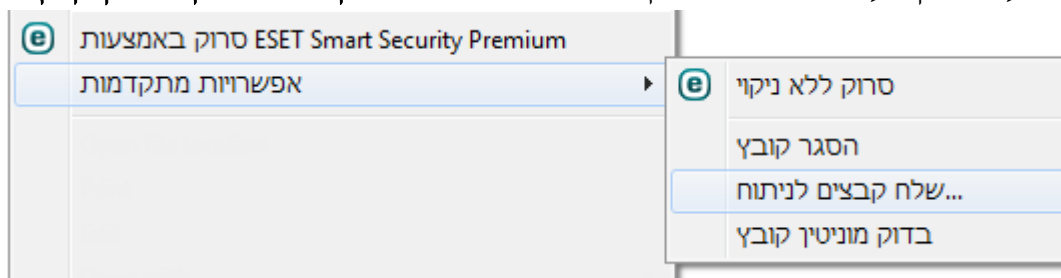 סרוק באמצעות ESET Smart Security Premium
אפשרויות מתקדמות
סרוק ללא ניקוי
הסגר קובץ
שלח קבצים לניתוח...
בדוק מוניטין קובץ